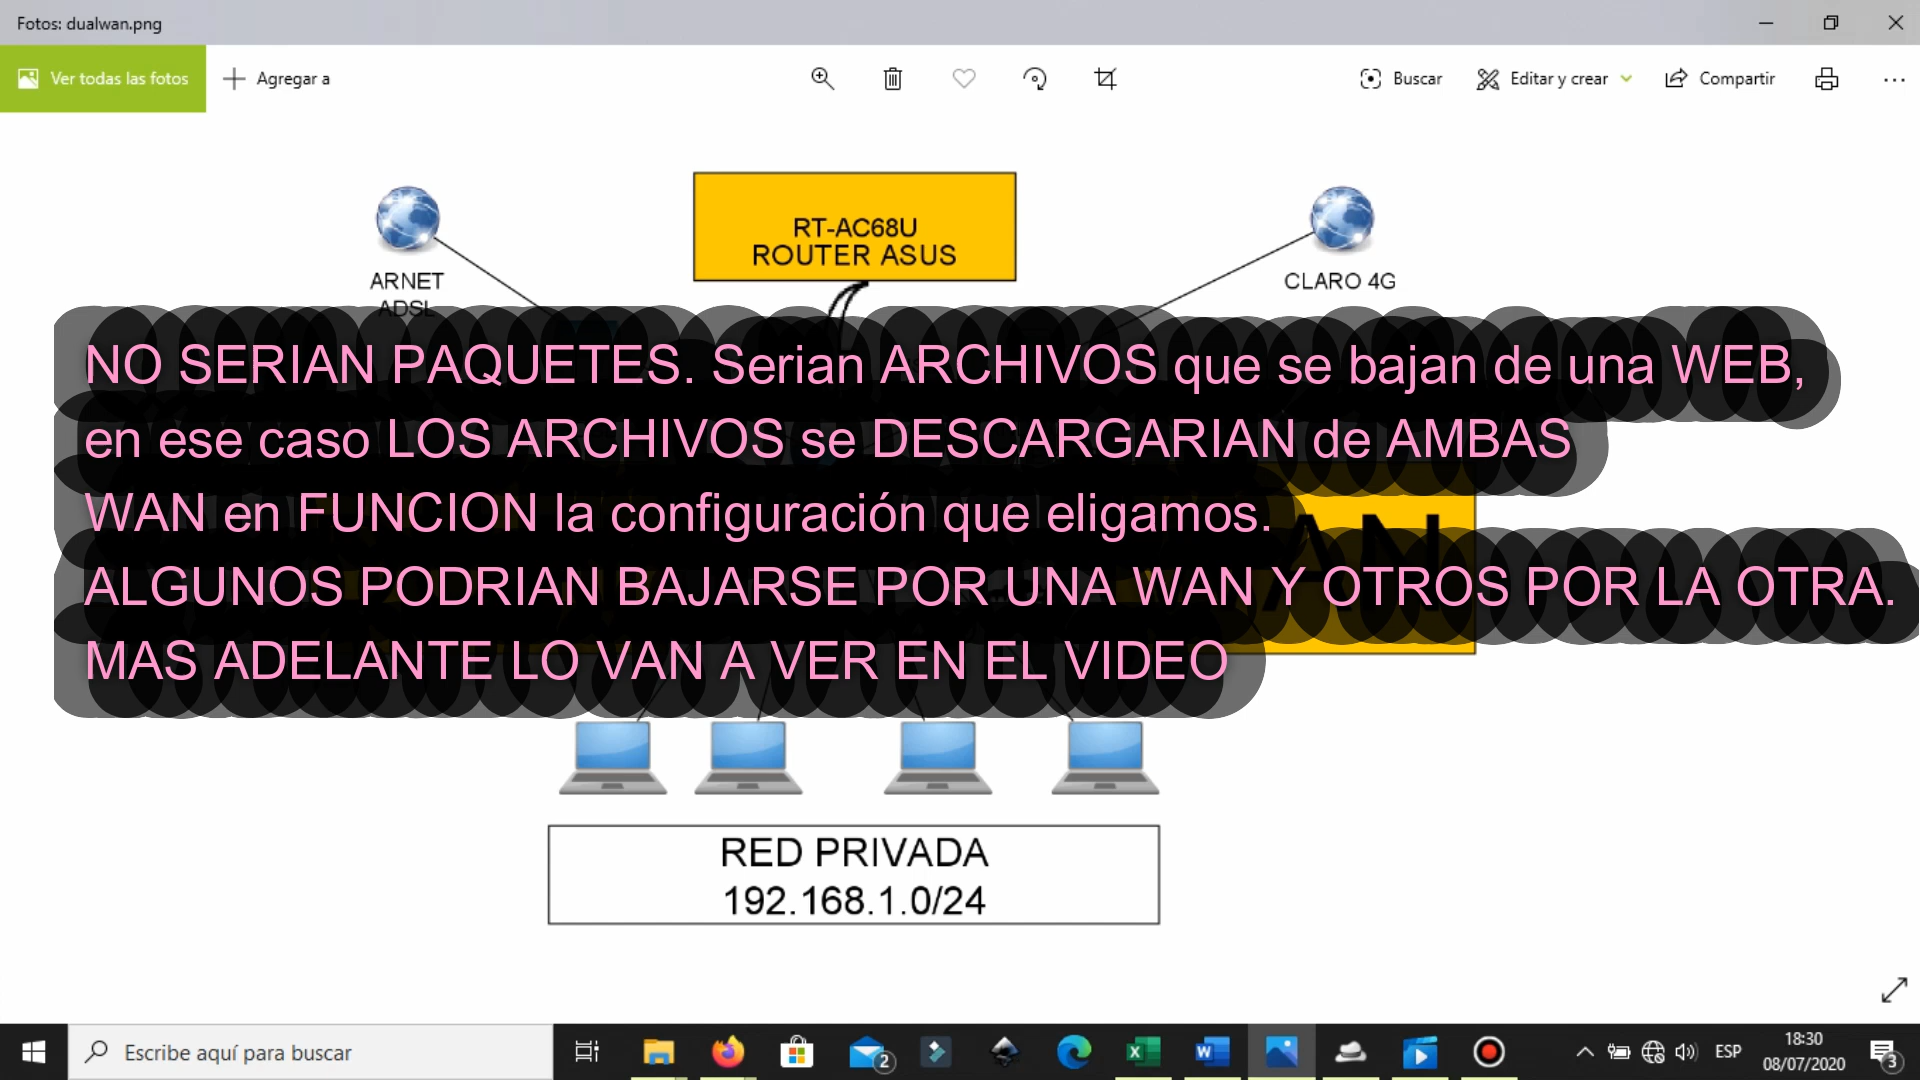 Fotos: dualwan.png
Ver todas las fotos
Agregar a
Buscar
Editar y crear
Compartir
RT-AC68U
ROUTER ASUS
ARNET
ADSL
CLARO 4G
NO SERIAN PAQUETES. Serian ARCHIVOS que se bajan de una WEB,
en ese caso LOS ARCHIVOS se DESCARGARIAN de AMBAS
WAN en FUNCION la configuración que eligamos.
ALGUNOS PODRIAN BAJARSE POR UNA WAN Y OTROS POR LA OTRA.
MAS ADELANTE LO VAN A VER EN EL VIDEO
RED PRIVADA
192.168.1.0/24
Escribe aquí para buscar
2
ESP
18:30
08/07/2020
3